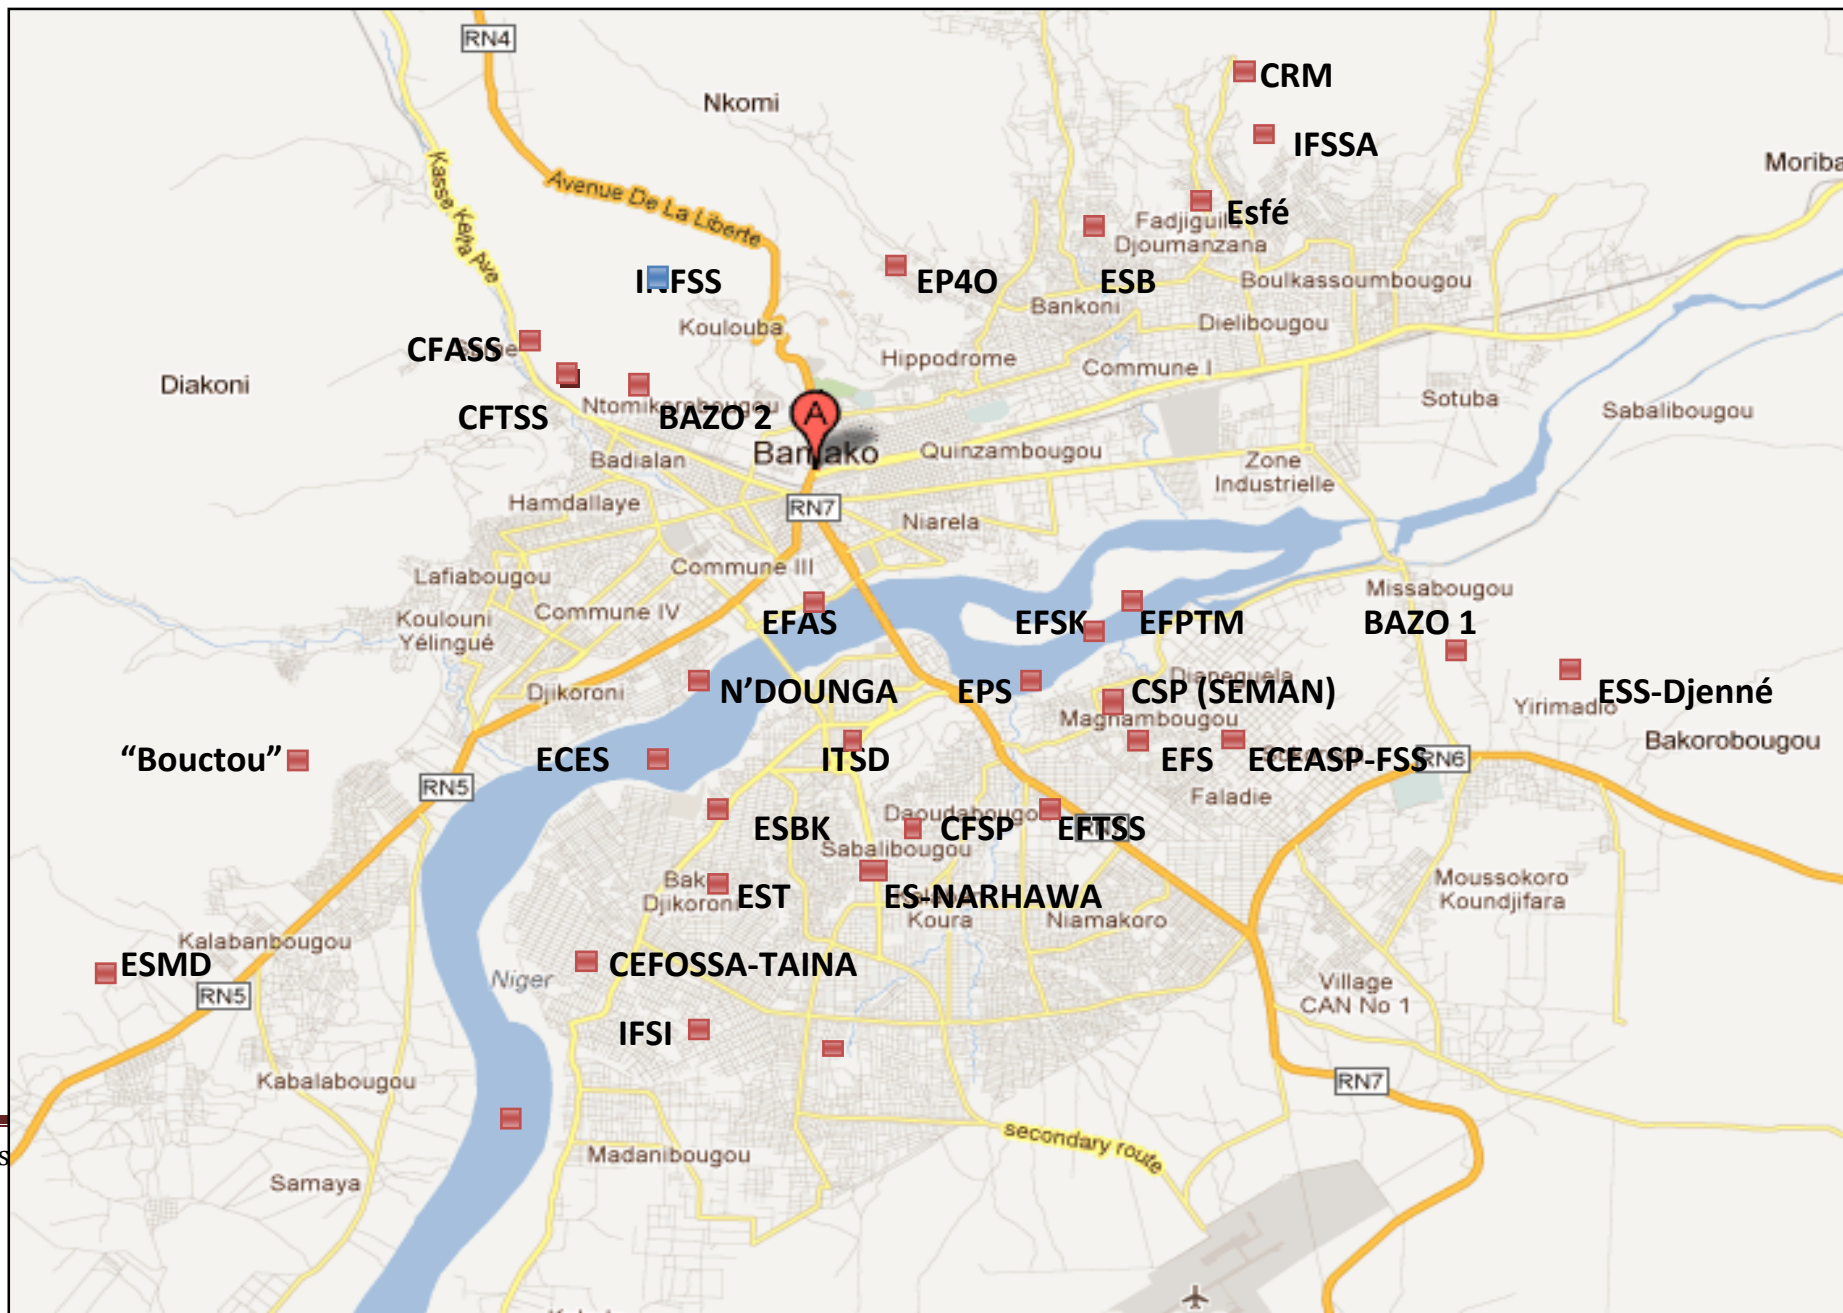 RN4
CRM
Nkomi
IFSSA
Moriba
Kasse Keita Ave
Avenue De La Liberte
Esfé
Fadjiguila
Djoumanzana
INFSS
EP4O
ESB
Boulkassoumbougou
Bankoni
Koulouba
Dielibougou
CFASS
Hippodrome
Commune I
Diakoni
Ntomikorobougou
Sotuba
Sabalibougou
CFTSS
BAZO 2
A
Bamako
Quinzambougou
Badialan
Zone
Industrielle
Hamdallaye
RN7
Niarela
Commune III
Lafiabougou
Missabougou
Koulouni
Yélingué
Commune IV
EFAS
EFSK
EFPTM
BAZO 1
Djikoroni
N’DOUNGA
EPS
CSP (SEMAN)
ESS-Djenné
Magnambougou
Yirimadio
Bakorobougou
“Bouctou”
ECES
ITSD
EFS
ECEASP-FSS
RN6
RN5
Faladie
Daoudabougou
ESBK
CFSP
EFTSS
Sabalibougou
EST
Djikoroni
ES-NARHAWA
Koura
Niamakoro
Moussokoro
Koundjifara
Kalabanbougou
ESMD
RN5
Niger
CEFOSSA-TAINA
Village
CAN No 1
IFSI
Kabalabougou
RN7
secondary route
s
Madanibougou
Samaya